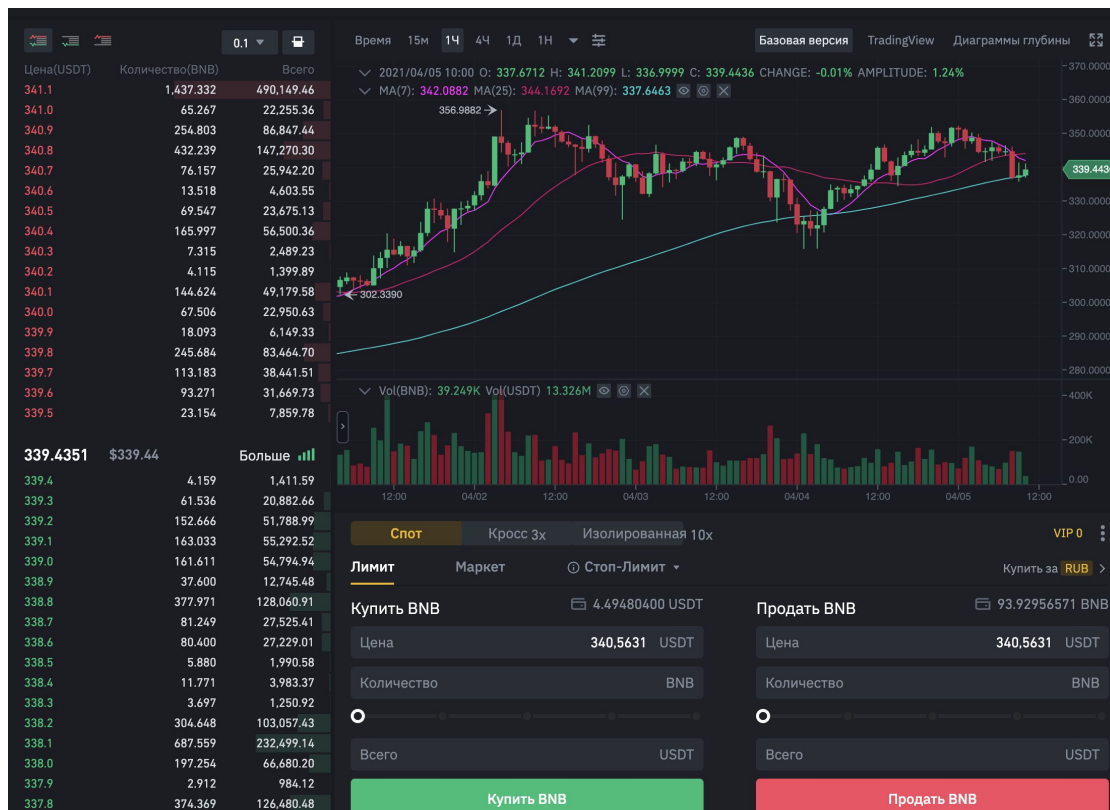 0.1
Цена(USDT) Количество(BNB) Всего
341.1 1,437.332 490,149.46
341.0 65.267 22,255.36
340.9 254.803 86,847.44
340.8 432.239 147,270.30
340.7 76.157 25,942.20
340.6 13.518 4,603.55
340.5 69.547 23,675.13
340.4 165.997 56,500.36
340.3 7.315 2,489.23
340.2 4.115 1,399.89
340.1 144.624 49,179.58
340.0 67.506 22,950.63
339.9 18.093 6,149.33
339.8 245.684 83,464.70
339.7 113.183 38,441.51
339.6 93.271 31,669.73
339.5 23.154 7,859.78
339.4351 $339.44 Больше
339.4 4.159 1,411.59
339.3 61.536 20,882.66
339.2 152.666 51,788.99
339.1 163.033 55,292.52
339.0 161.611 54,794.94
338.9 37.600 12,745.48
338.8 377.971 128,060.91
338.7 81.249 27,525.41
338.6 80.400 27,229.01
338.5 5.880 1,990.58
338.4 11.771 3,983.37
338.3 3.697 1,250.92
338.2 304.648 103,057.43
338.1 687.559 232,499.14
338.0 197.254 66,680.20
337.9 2.912 984.12
337.8 374.369 126,480.48
Время 15м 1Ч 4Ч 1Д 1Н Базовая версия TradingView Диаграммы глубины
2021/04/05 10:00 O: 337.6712 H: 341.2099 L: 336.9999 C: 339.4436 CHANGE: -0.01% AMPLITUDE: 1.24%
MA(7): 342.0882 MA(25): 344.1692 MA(99): 337.6463
356.9882
302.3390
370.0000
360.0000
350.0000
339.443
330.0000
320.0000
310.0000
300.0000
290.0000
280.0000
Vol(BNB): 39.249K Vol(USDT) 13.326M
400K
200K
0.00
12:00 04/02 12:00 04/03 12:00 04/04 12:00 04/05 12:00
Спот Кросс 3x Изолированная 10x VIP 0
Лимит Маркет Стоп-Лимит Купить за RUB
Купить BNB 4.49480400 USDT
Цена 340,5631 USDT
Количество BNB
Всего USDT
Купить BNB
Продать BNB 93.92956571 BNB
Цена 340,5631 USDT
Количество BNB
Всего USDT
Продать BNB